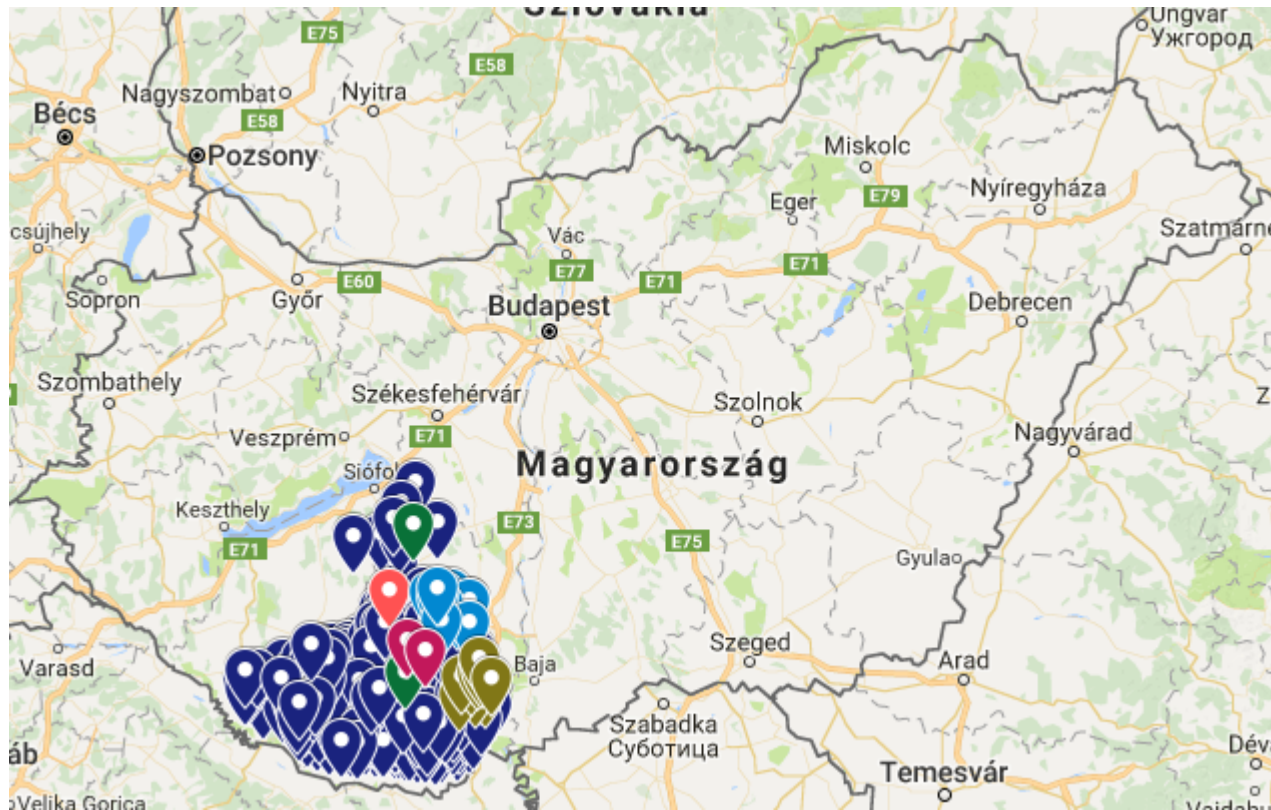 Szlovákia
Ungvár
Ужгород
E75
E58
Nagyszombat
Nyitra
Bécs
E58
Pozsony
Miskolc
Nyíregyháza
E79
Eger
csújhely
Vác
Szatmárne
E77
E71
E71
Sopron
Győr
E60
Budapest
Debrecen
Szombathely
Székesfehérvár
Szolnok
Veszprém
E71
Nagyvárad
Magyarország
Siófok
Keszthely
E71
E73
E75
Gyula
Szeged
Varasd
Baja
Arad
Szabadka
Суботица
áb
Déva
Temesvár
Velika Gorica